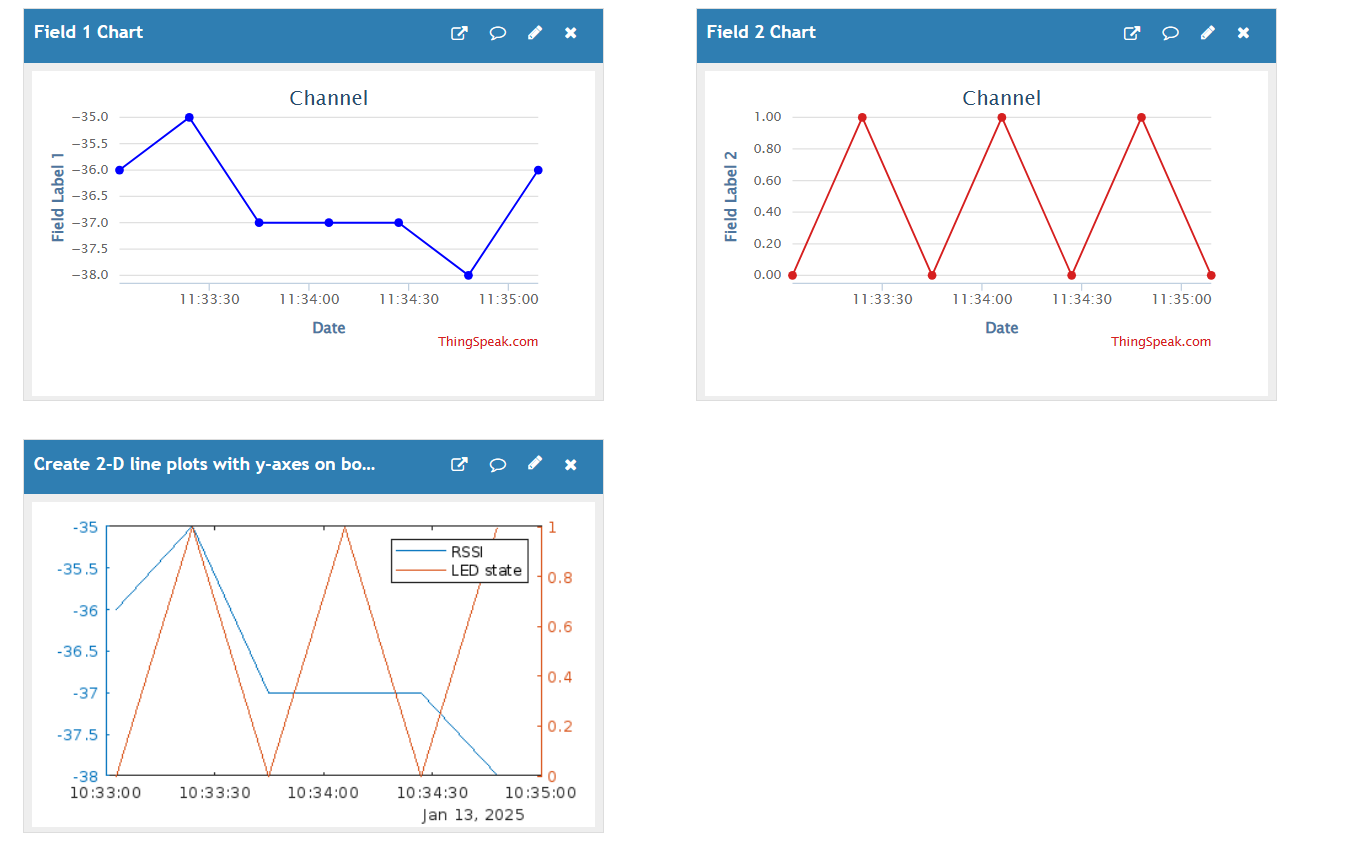 Field 1 Chart
Channel
Field Label 1
−35.0
−35.5
−36.0
−36.5
−37.0
−37.5
−38.0
11:33:30 11:34:00 11:34:30 11:35:00
Date
ThingSpeak.com
Field 2 Chart
Channel
Field Label 2
1.00
0.80
0.60
0.40
0.20
0.00
11:33:30 11:34:00 11:34:30 11:35:00
Date
ThingSpeak.com
Create 2-D line plots with y-axes on bo...
-35
-35.5
-36
-36.5
-37
-37.5
-38
RSSI
LED state
1
0.8
0.6
0.4
0.2
0
10:33:00 10:33:30 10:34:00 10:34:30 10:35:00
Jan 13, 2025